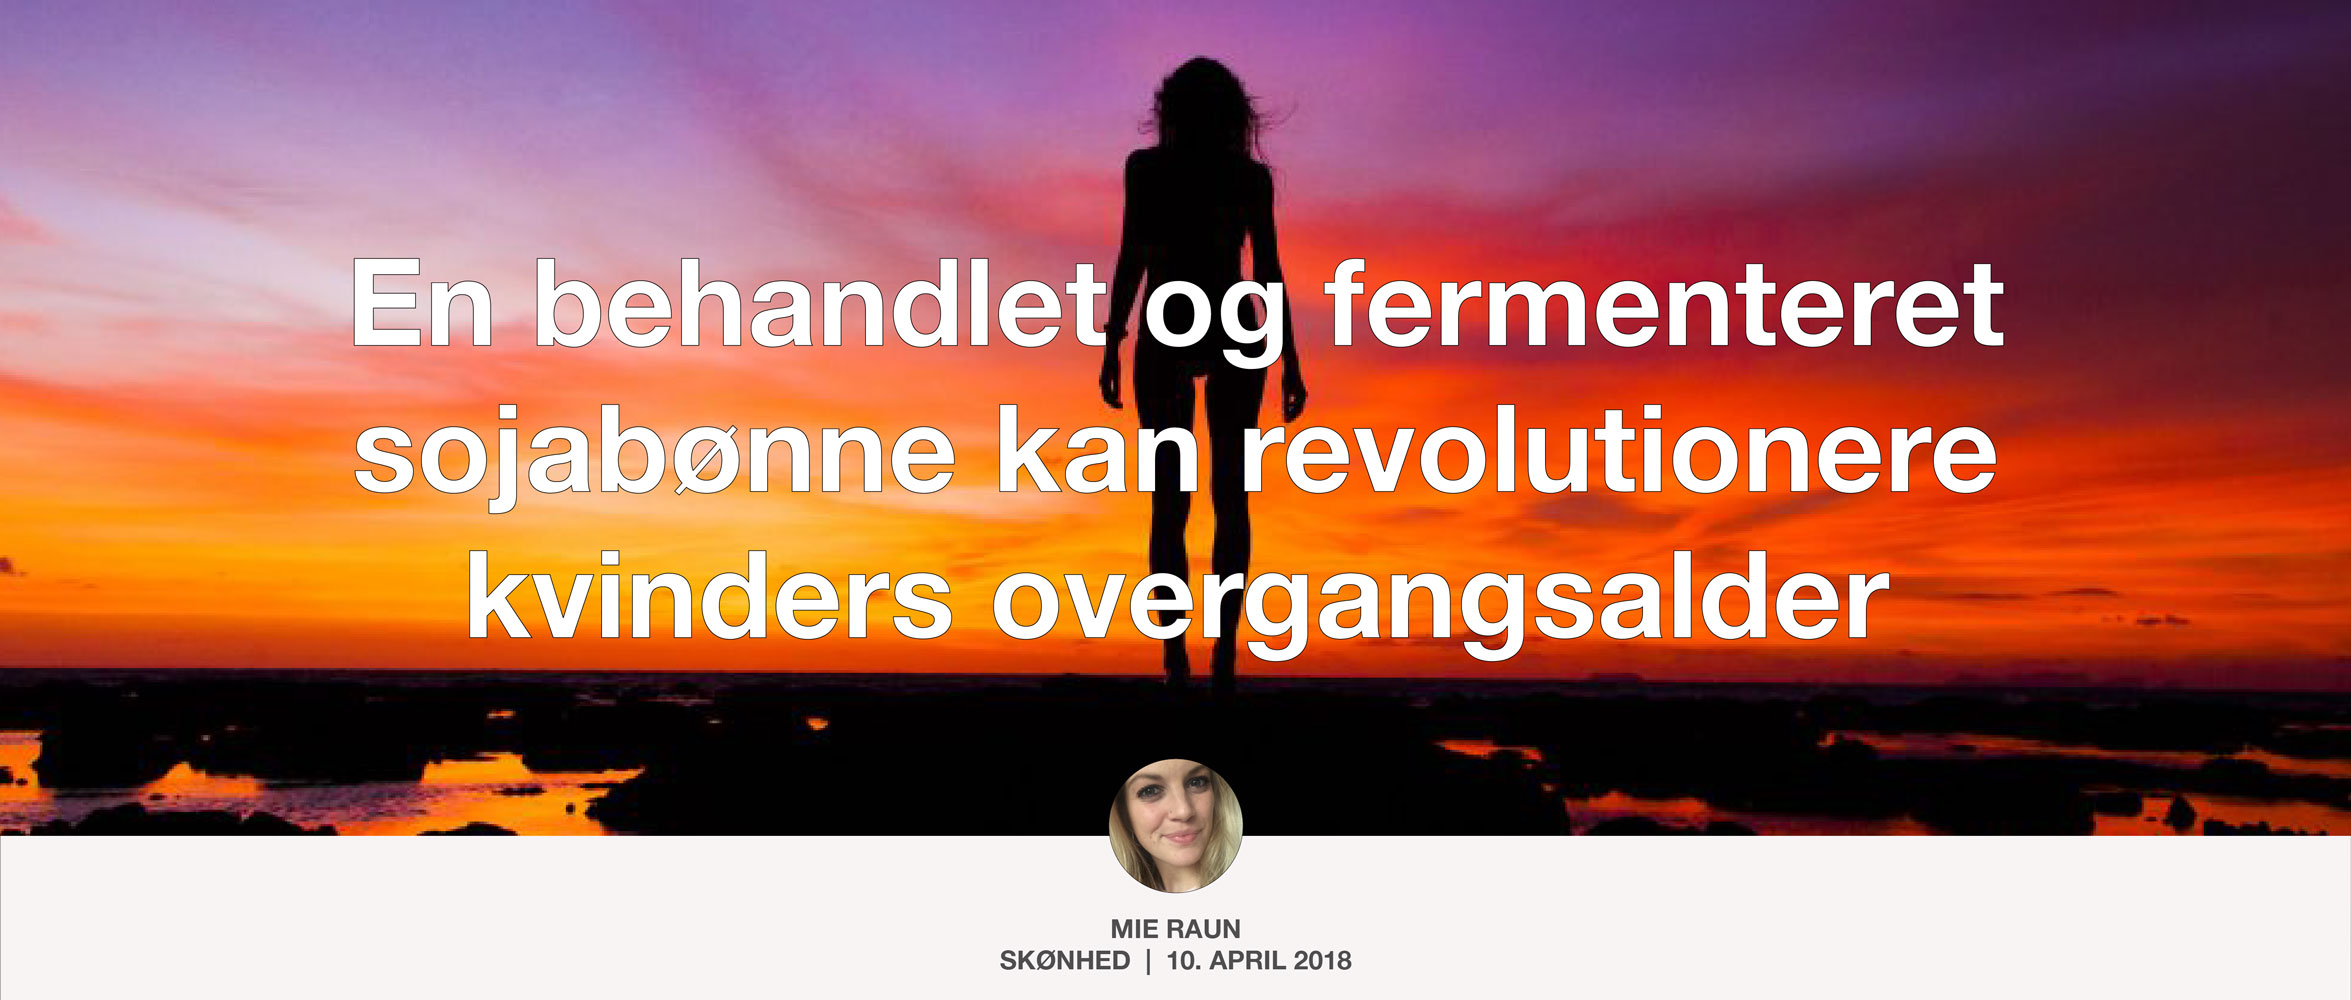 En behandlet og fermenteret
sojabønne kan revolutionere
kvinders overgangsalder
MIE RAUN
SKØNHED | 10. APRIL 2018